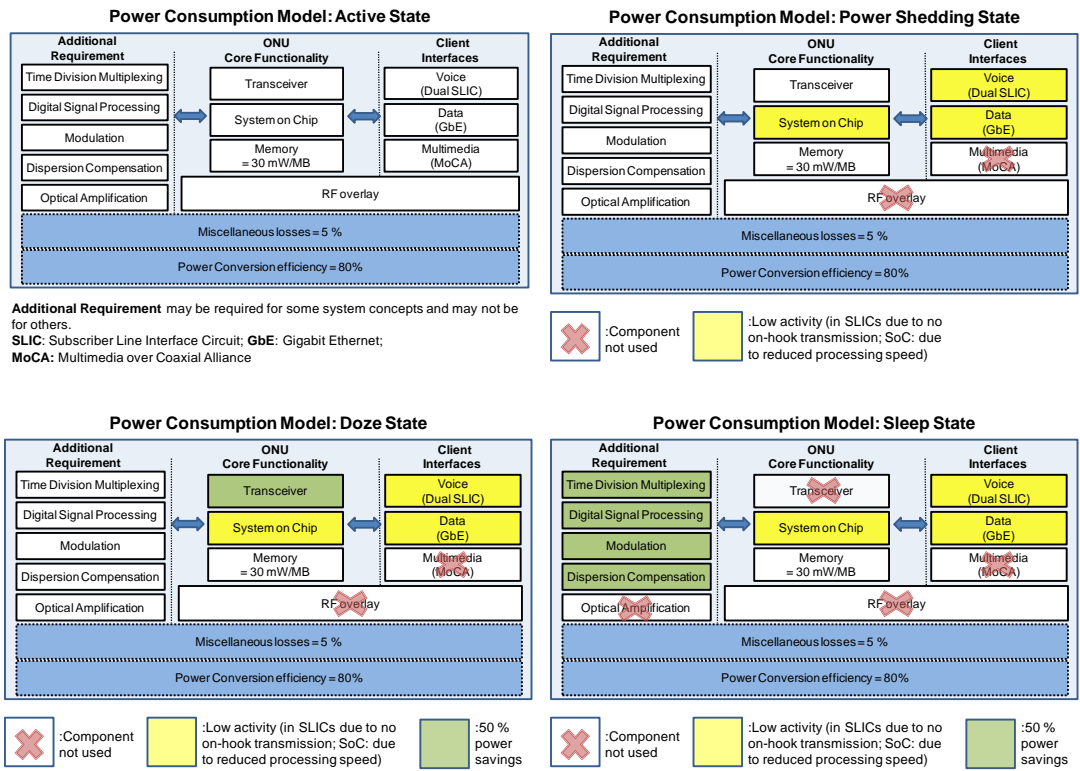 Power Consumption Model: Active State
Additional
Requirement
ONU
Core Functionality
Client
Interfaces
Time Division Multiplexing
Digital Signal Processing
Modulation
Dispersion Compensation
Optical Amplification
Transceiver
System on Chip
Memory
= 30 mW/MB
Voice
(Dual SLIC)
Data
(GbE)
Multimedia
(MoCA)
RF overlay
Miscellaneous losses = 5 %
Power Conversion efficiency = 80%
Additional Requirement may be required for some system concepts and may not be
for others.
SLIC: Subscriber Line Interface Circuit; GbE: Gigabit Ethernet;
MoCA: Multimedia over Coaxial Alliance
Power Consumption Model: Power Shedding State
Additional
Requirement
ONU
Core Functionality
Client
Interfaces
Time Division Multiplexing
Digital Signal Processing
Modulation
Dispersion Compensation
Optical Amplification
Transceiver
System on Chip
Memory
= 30 mW/MB
Voice
(Dual SLIC)
Data
(GbE)
Multimedia
(MoCA)
RF overlay
Miscellaneous losses = 5 %
Power Conversion efficiency = 80%
:Component
not used
:Low activity (in SLICs due to no
on-hook transmission; SoC: due
to reduced processing speed)
Power Consumption Model: Doze State
Additional
Requirement
ONU
Core Functionality
Client
Interfaces
Time Division Multiplexing
Digital Signal Processing
Modulation
Dispersion Compensation
Optical Amplification
Transceiver
System on Chip
Memory
= 30 mW/MB
Voice
(Dual SLIC)
Data
(GbE)
Multimedia
(MoCA)
RF overlay
Miscellaneous losses = 5 %
Power Conversion efficiency = 80%
:Component
not used
:Low activity (in SLICs due to no
on-hook transmission; SoC: due
to reduced processing speed)
:50 %
power
savings
Power Consumption Model: Sleep State
Additional
Requirement
ONU
Core Functionality
Client
Interfaces
Time Division Multiplexing
Digital Signal Processing
Modulation
Dispersion Compensation
Optical Amplification
Transceiver
System on Chip
Memory
= 30 mW/MB
Voice
(Dual SLIC)
Data
(GbE)
Multimedia
(MoCA)
RF overlay
Miscellaneous losses = 5 %
Power Conversion efficiency = 80%
:Component
not used
:Low activity (in SLICs due to no
on-hook transmission; SoC: due
to reduced processing speed)
:50 %
power
savings